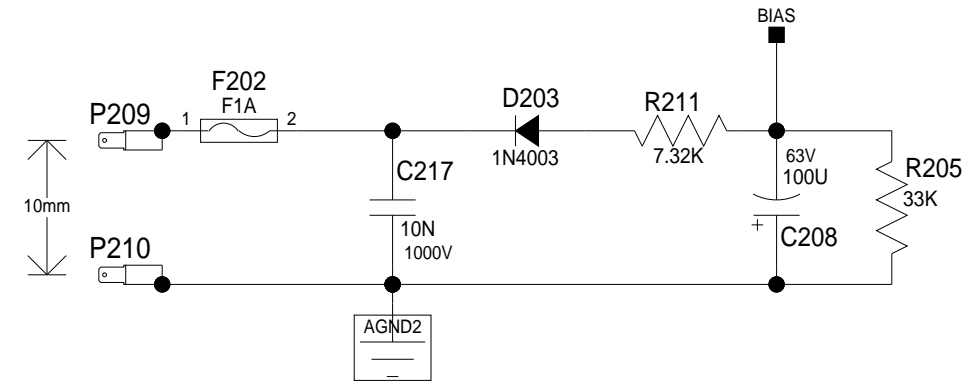 BIAS
F202
F1A
P209
1
2
D203
1N4003
R211
7.32K
63V
100U
R205
33K
C217
10N
1000V
10mm
P210
+
C208
AGND2